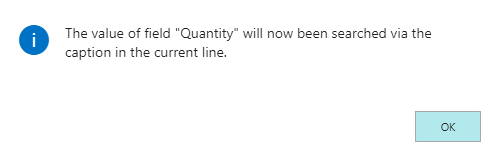 The value of field "Quantity" will now been searched via the
caption in the current line.
OK